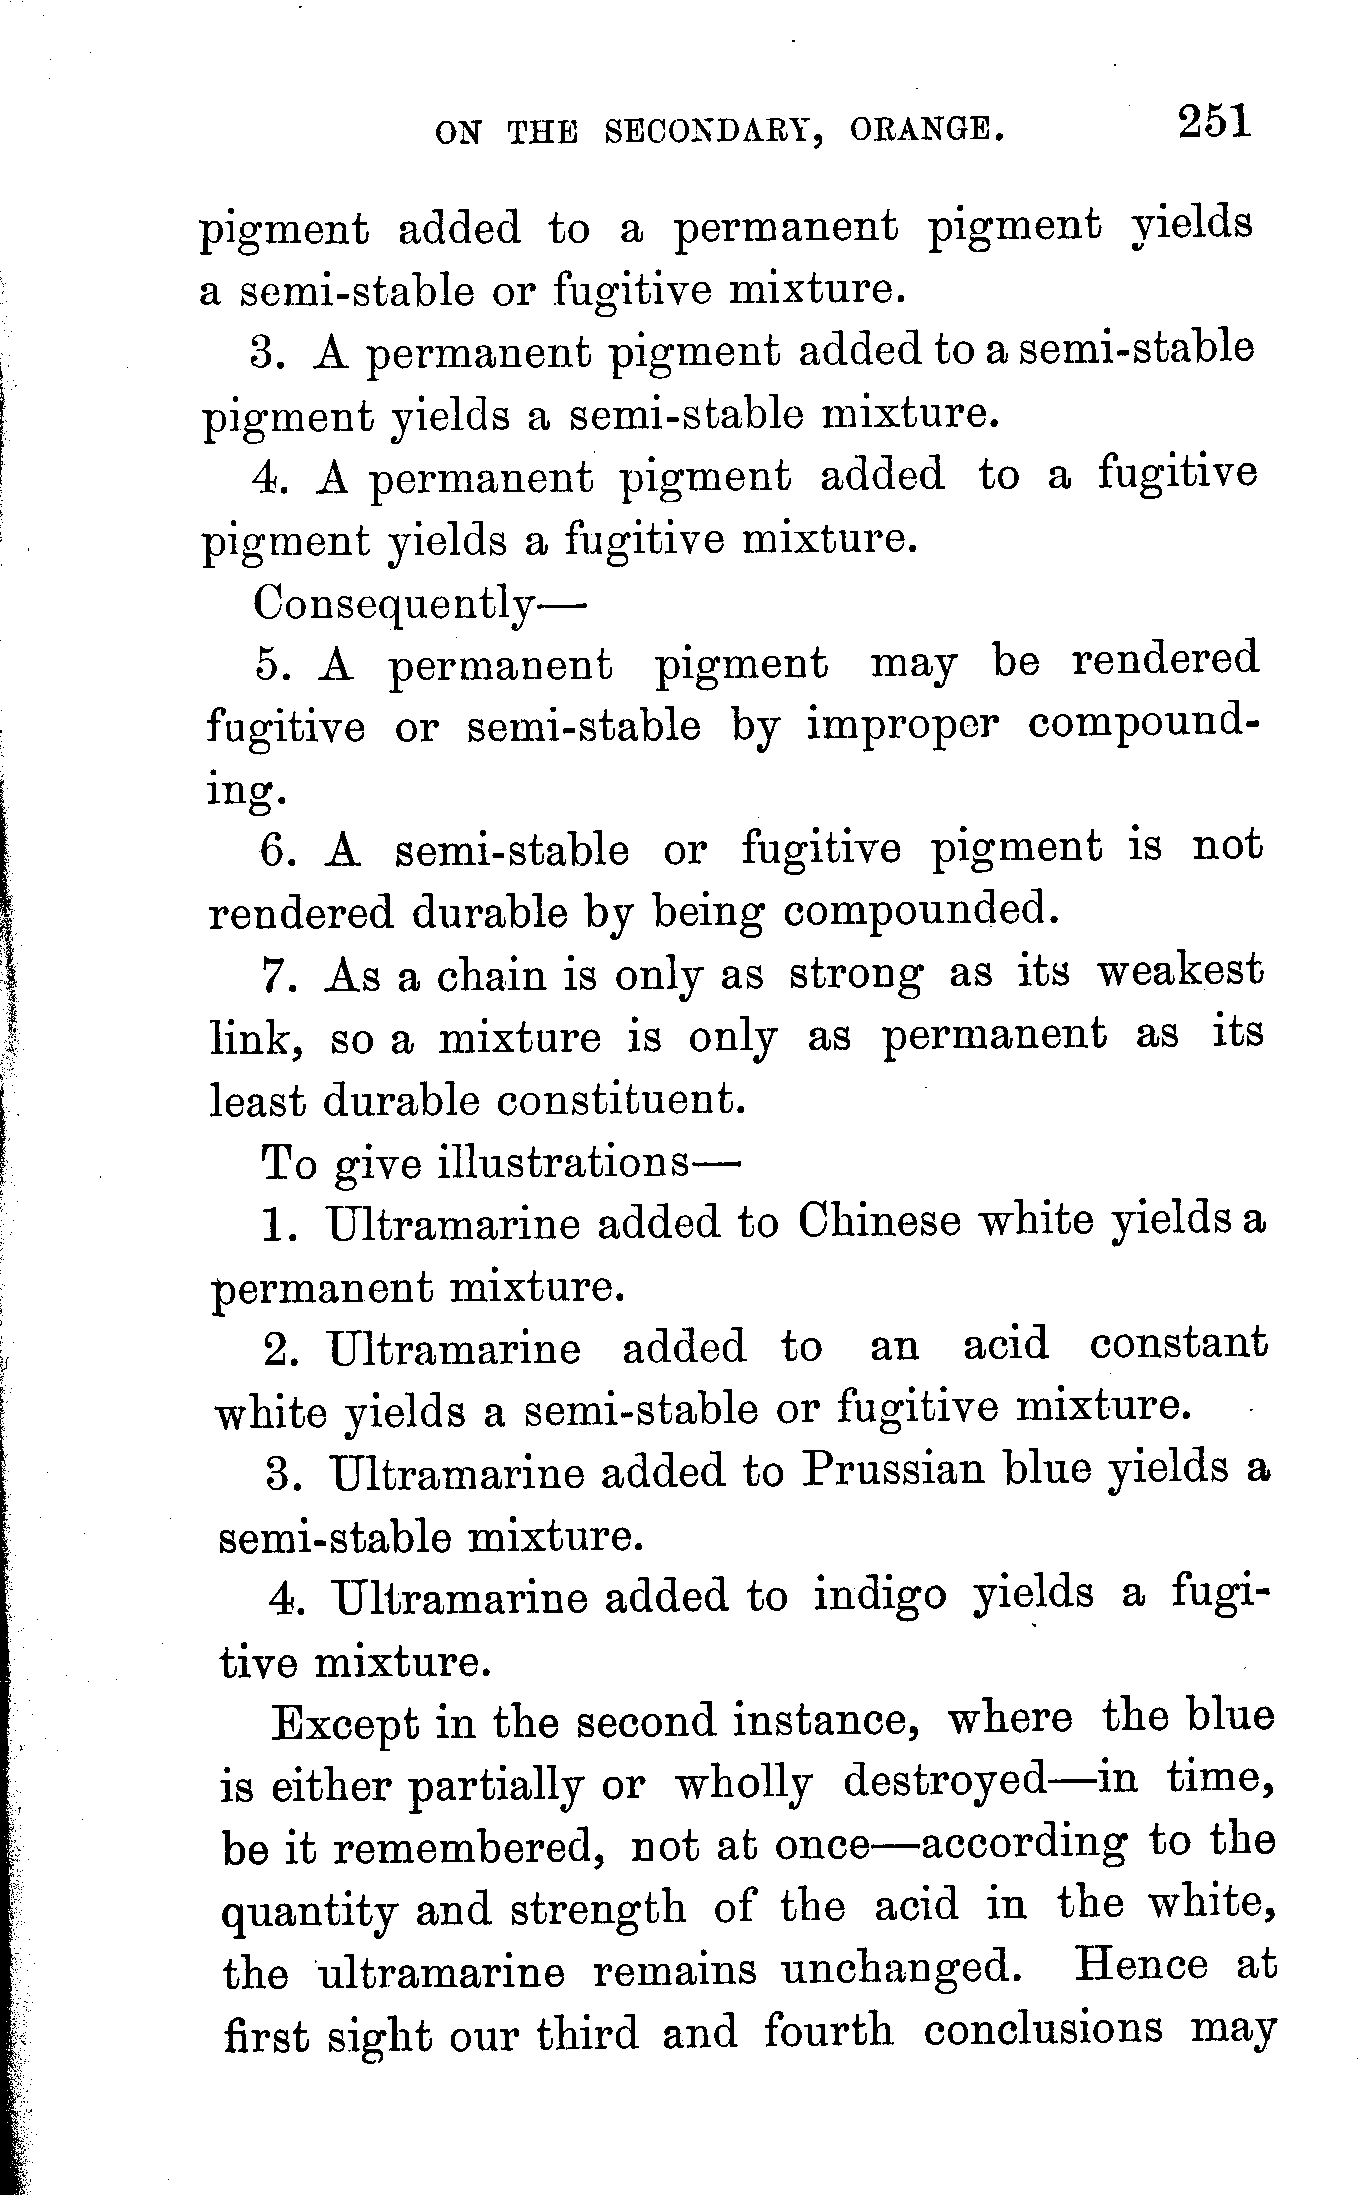 ON THE SECONDARY, ORANGE. 251
pigment added to a permanent pigment yields
a semi-stable or fugitive mixture.
3. A permanent pigment added to a semi-stable
pigment yields a semi-stable mixture.
4. A permanent pigment added to a fugitive
pigment yields a fugitive mixture.
Consequently—
5. A permanent pigment may be rendered
fugitive or semi-stable by improper compound-
ing.
6. A semi-stable or fugitive pigment is not
rendered durable by being compounded.
7. As a chain is only as strong as its weakest
link, so a mixture is only as permanent as its
least durable constituent.
To give illustrations—
1. Ultramarine added to Chinese white yields a
permanent mixture.
2. Ultramarine added to an acid constant
white yields a semi-stable or fugitive mixture.
3. Ultramarine added to Prussian blue yields a
semi-stable mixture.
4. Ultramarine added to indigo yields a fugi-
tive mixture.
Except in the second instance, where the blue
is either partially or wholly destroyed—in time,
be it remembered, not at once—according to the
quantity and strength of the acid in the white,
the ultramarine remains unchanged. Hence at
first sight our third and fourth conclusions may